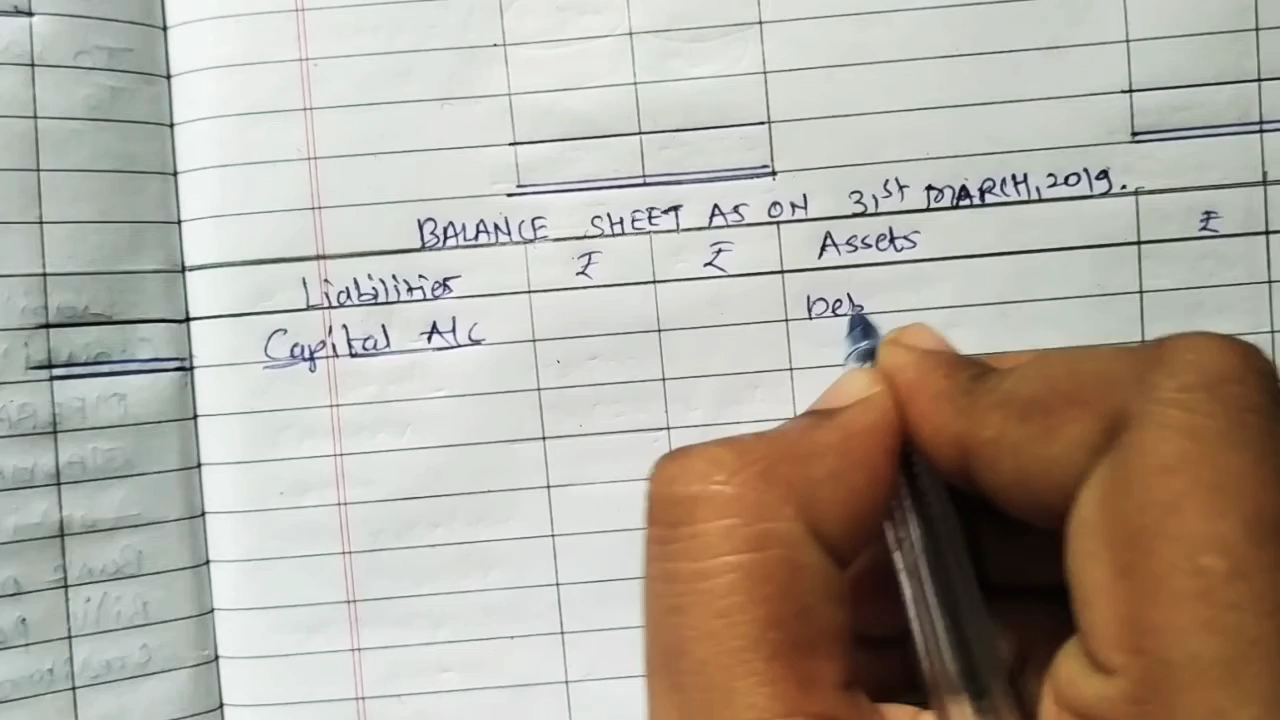 BALANCE SHEET AS ON 31st MARCH, 2019.
Liabilities ₹ ₹ Assets ₹
Capital A/c Deb